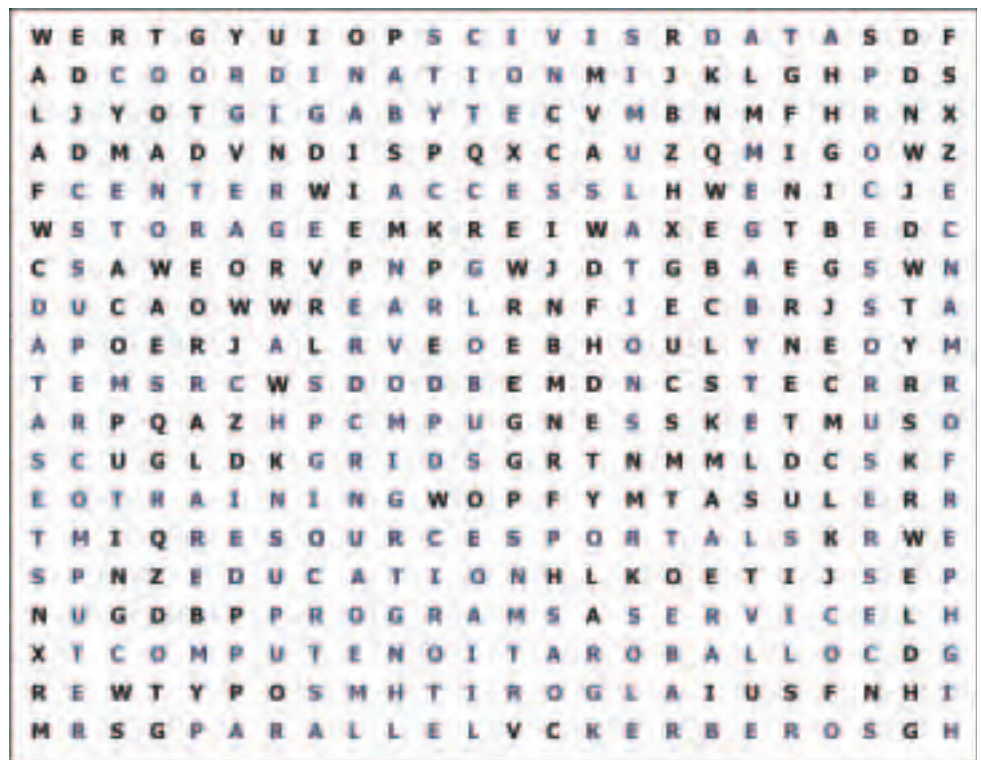 W E R T G Y U I O P S C I V I S R D A T A S D F
A D C O O R D I N A T I O N M I J K L G H P D S
L J Y O T G I G A B Y T E C V M B N M F H R N X
A D M A D V N D I S P Q X C A U Z Q M I G O W Z
F C E N T E R W I A C C E S S L H W E N I C J E
W S T O R A G E E M K R E I W A X E G T B E D C
C S A W E O R V P N P G W J D T G B A E G S W N
D U C A O W W R E A R L R N F I E C B R J S T A
A P O E R J A L R V E O E B H O U L Y N E O Y M
T E M S R C W S D O D B E M D N C S T E C R R R
A R P Q A Z H P C M P U G N E S S K E T M U S O
S C U G L D K G R I D S G R T N M M L D C S K F
E O T R A I N I N G W O P F Y M T A S U L E R R
T M I Q R E S O U R C E S P O R T A L S K R W E
S P N Z E D U C A T I O N H L K O E T I J S E P
N U G D B P P R O G R A M S A S E R V I C E L H
X T C O M P U T E N O I T A R O B A L L O C D G
R E W T Y P O S M H T I R O G L A I U S F N H I
M R S G P A R A L L E L V C K E R B E R O S G H